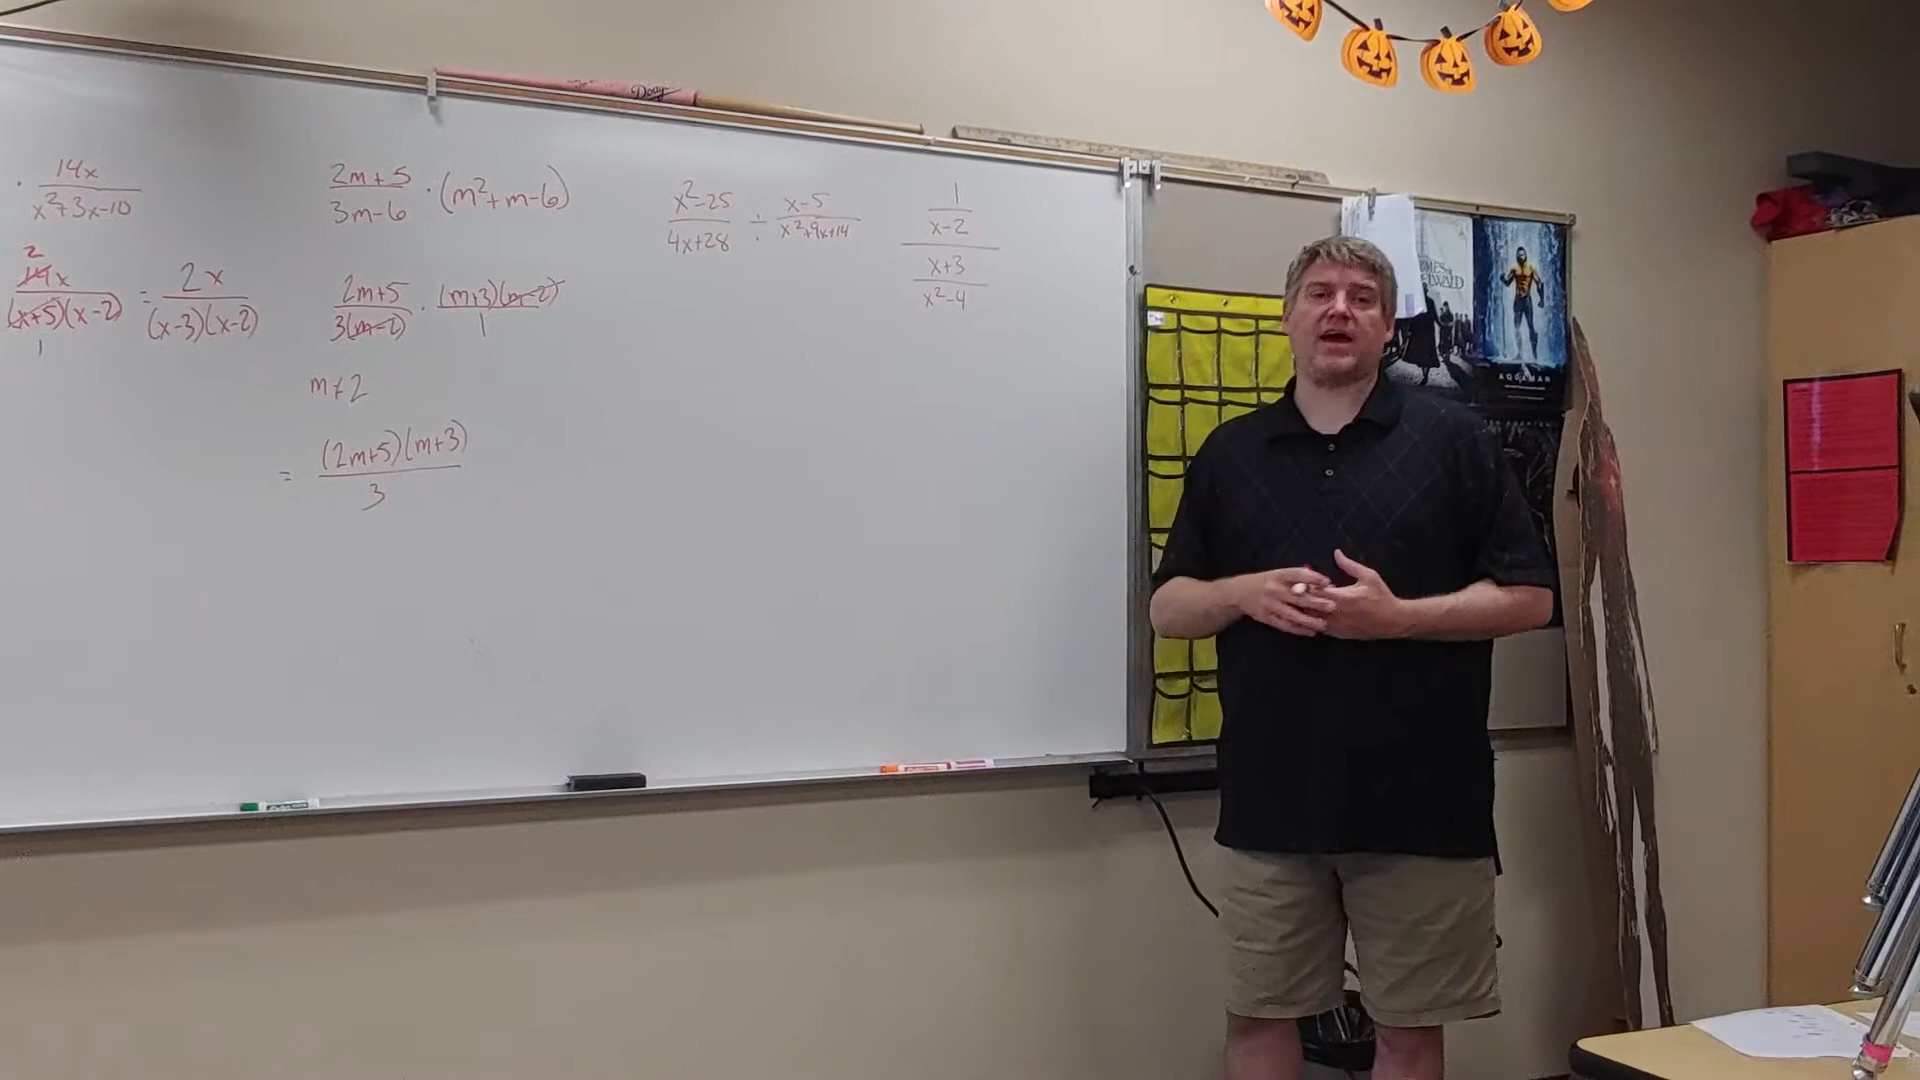 · 14x / x²+3x-10
2 14x / (x+5)(x-2) 1 = 2x / (x-3)(x-2)
2m+5 / 3m-6 · (m²+m-6)
2m+5 / 3(m-2) · (m+3)(m-2) / 1
m≠2
= (2m+5)(m+3) / 3
x²-25 / 4x+28 ÷ x-5 / x²+9x+14
1
x-2
x+3
x²-4
AQUAMAN